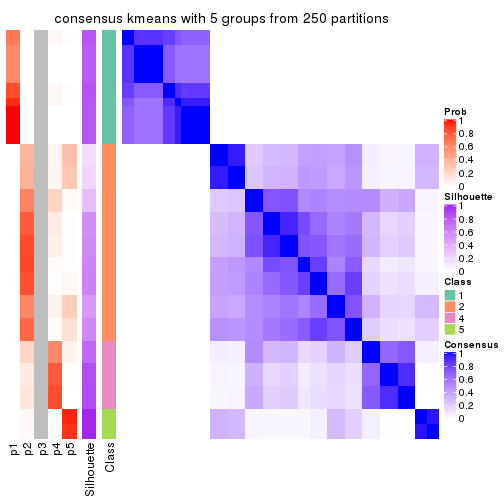 consensus kmeans with 5 groups from 250 partitions
Prob
1
0.8
0.6
0.4
0.2
0
Silhouette
1
0.8
0.6
0.4
0.2
0
Class
1
2
4
5
Consensus
1
0.8
0.6
0.4
0.2
0
p1
p2
p3
p4
p5
Silhouette
Class